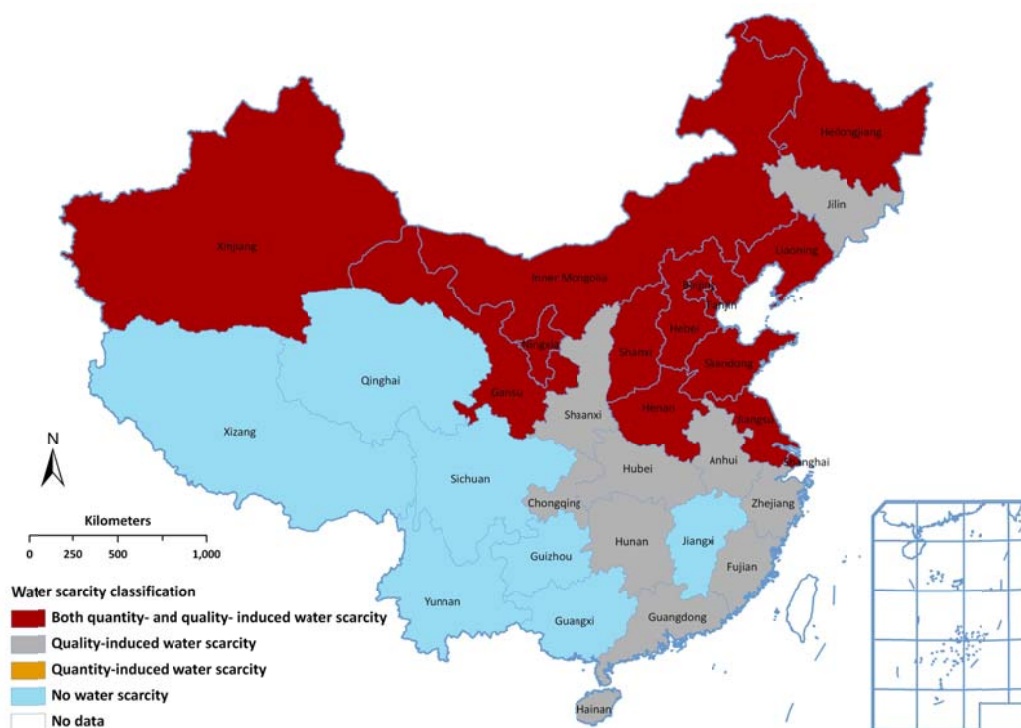 Heilongjiang
Jilin
Xinjiang
Liaoning
Inner Mongolia
Beijing
Tianjin
Hebei
Ningxia
Shanxi
Shandong
Qinghai
Gansu
Henan
Jiangsu
Shaanxi
Xizang
Anhui
Shanghai
Hubei
Sichuan
Chongqing
Zhejiang
N
Hunan
Jiangxi
Guizhou
Fujian
Yunnan
Guangxi
Guangdong
Hainan
Kilometers
0 250 500 1,000
Water scarcity classification
Both quantity- and quality- induced water scarcity
Quality-induced water scarcity
Quantity-induced water scarcity
No water scarcity
No data